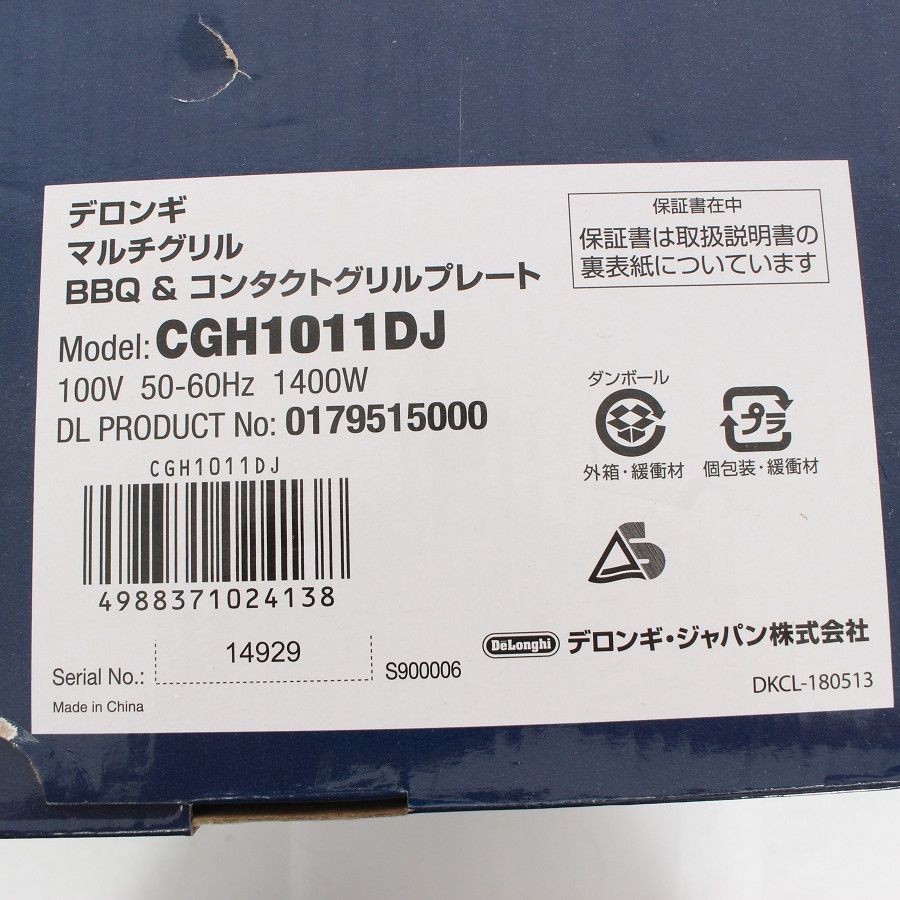 デロンギ
マルチグリル
BBQ & コンタクトグリルプレート
Model: CGH1011DJ
100V 50-60Hz 1400W
DL PRODUCT No: 0179515000
CGH1011DJ
4988371024138
Serial No.: 14929 S900006
Made in China
保証書在中
保証書は取扱説明書の
裏表紙についています
ダンボール
外箱・緩衝材
プラ
個包装・緩衝材
S
DeLonghi デロンギ・ジャパン株式会社
DKCL-180513